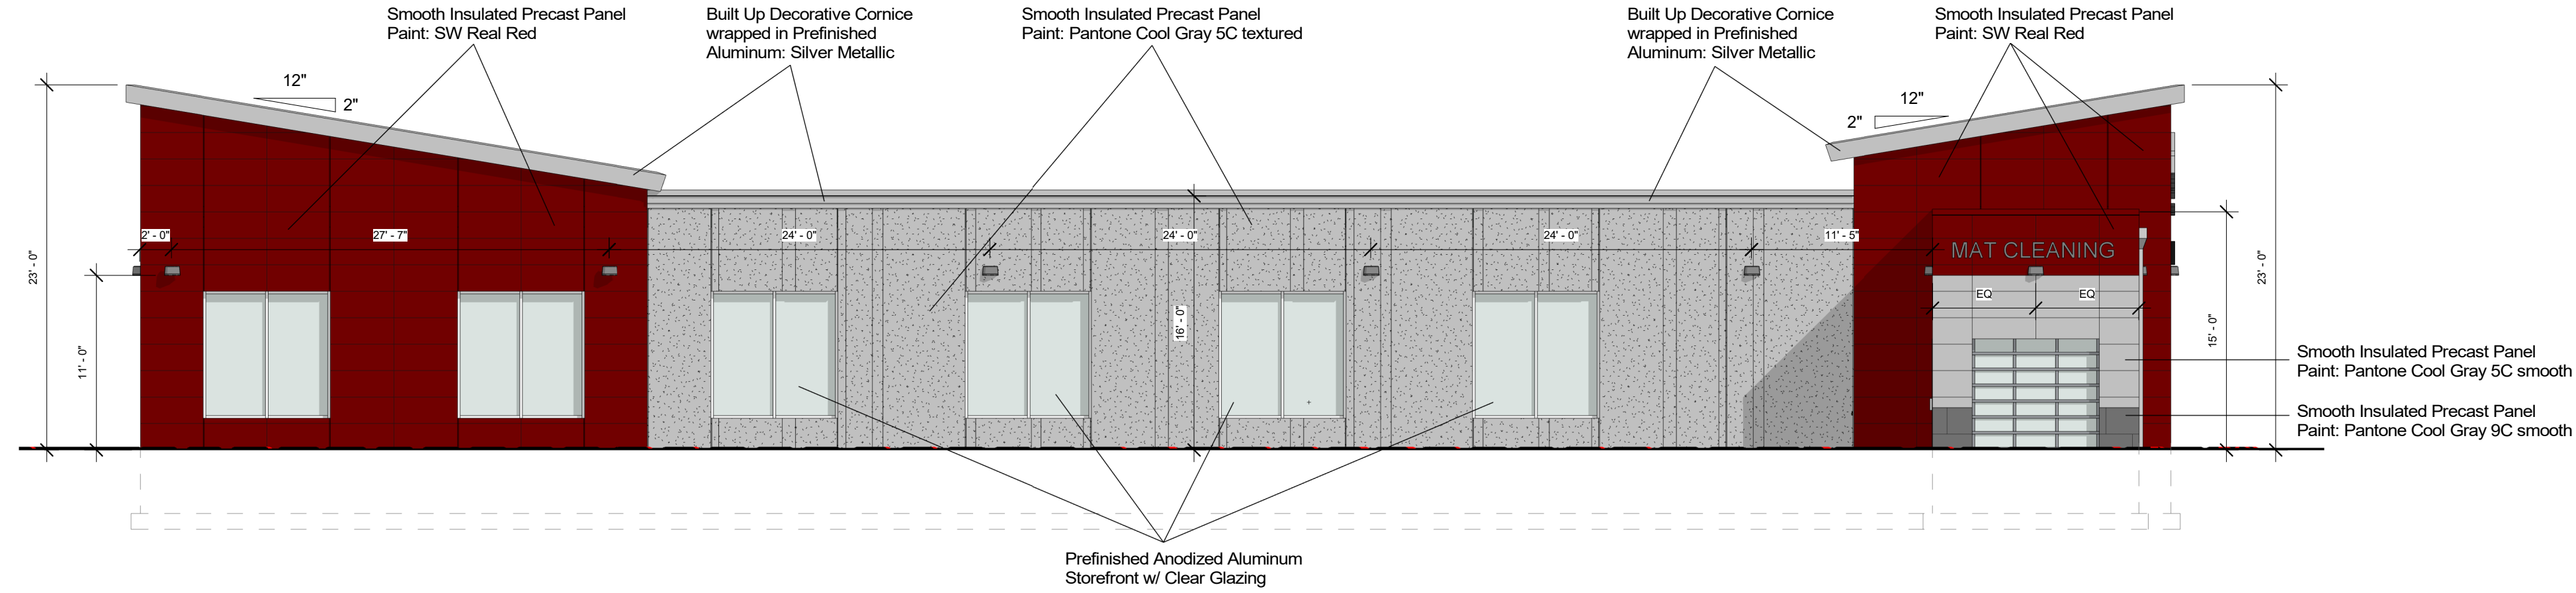 Smooth Insulated Precast Panel
Paint: SW Real Red
Built Up Decorative Cornice
wrapped in Prefinished
Aluminum: Silver Metallic
Smooth Insulated Precast Panel
Paint: Pantone Cool Gray 5C textured
Built Up Decorative Cornice
wrapped in Prefinished
Aluminum: Silver Metallic
Smooth Insulated Precast Panel
Paint: SW Real Red
12"
2"
12"
2"
2' - 0"
27' - 7"
24' - 0"
24' - 0"
24' - 0"
11' - 5"
MAT CLEANING
23' - 0"
23' - 0"
EQ
EQ
16' - 0"
15' - 0"
11' - 0"
Smooth Insulated Precast Panel
Paint: Pantone Cool Gray 5C smooth
Smooth Insulated Precast Panel
Paint: Pantone Cool Gray 9C smooth
Prefinished Anodized Aluminum
Storefront w/ Clear Glazing